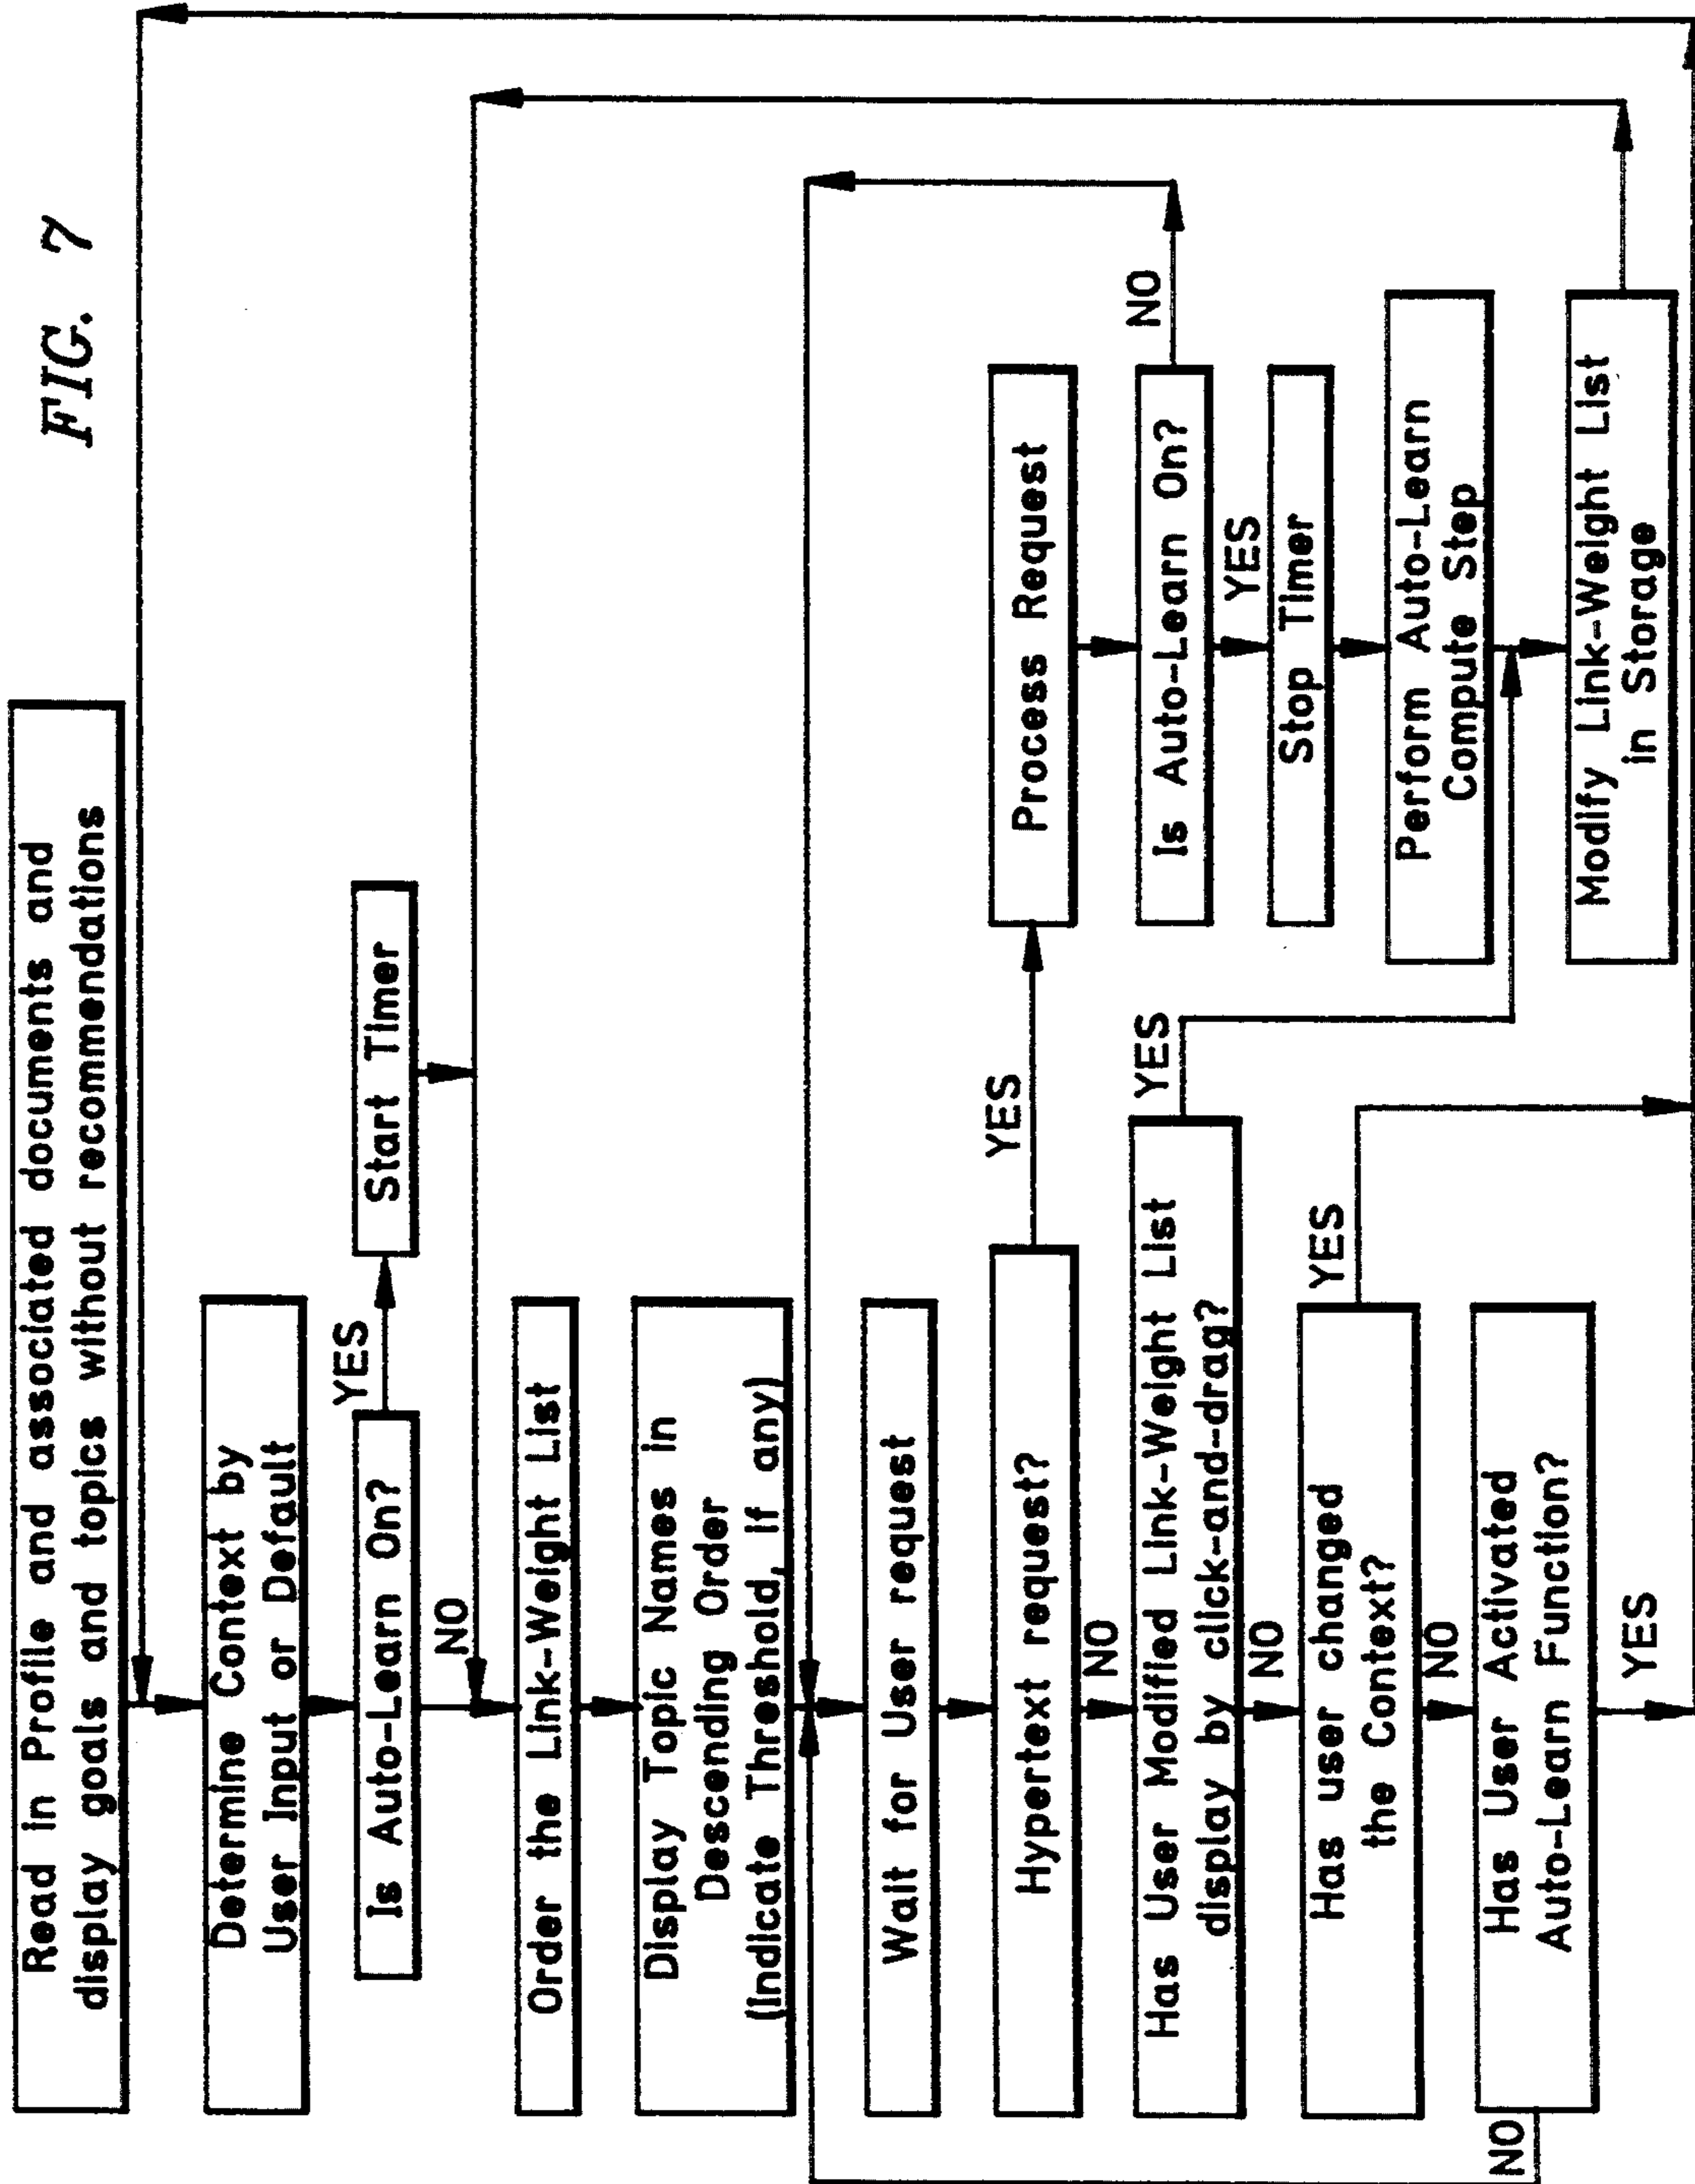 FIG. 7
Read in Profile and associated documents and
display goals and topics without recommendations
Determine Context by
User Input or Default
Is Auto-Learn On?
YES
Start Timer
NO
Order the Link-Weight List
Display Topic Names in
Descending Order
(Indicate Threshold, if any)
Wait for User request
Hypertext request?
YES
Process Request
Is Auto-Learn On?
NO
YES
Stop Timer
Perform Auto-Learn
Compute Step
Modify Link-Weight List
in Storage
NO
Has User Modified Link-Weight List
display by click-and-drag?
YES
NO
Has user changed
the Context?
YES
NO
Has User Activated
Auto-Learn Function?
NO
YES